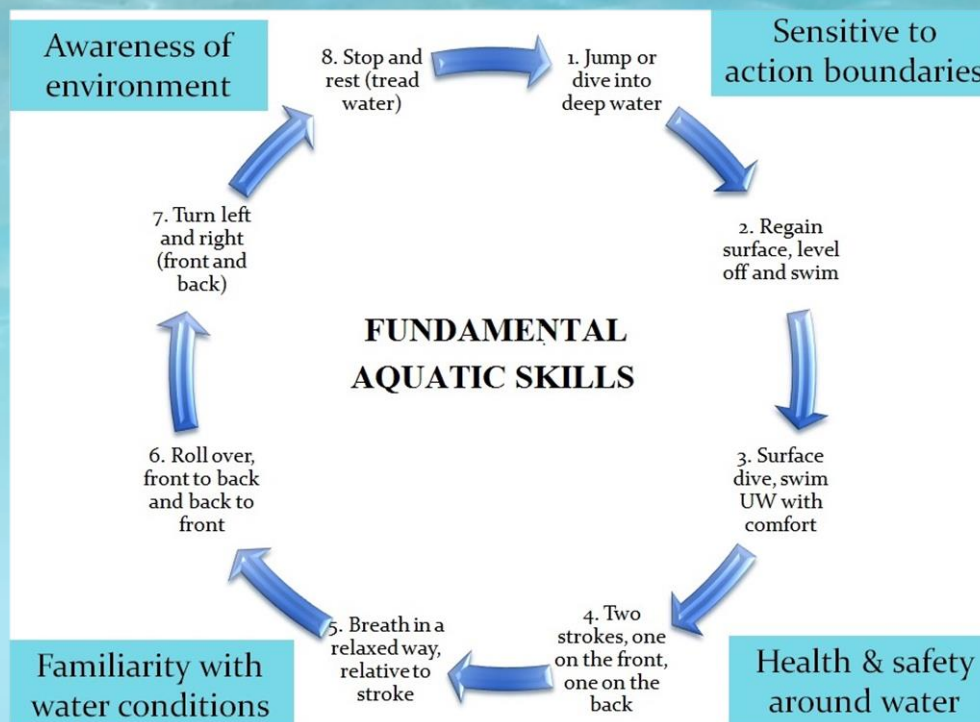 Awareness of
environment
8. Stop and
rest (tread
water)
1. Jump or
dive into
deep water
Sensitive to
action boundaries
2. Regain
surface, level
off and swim
3. Surface
dive, swim
UW with
comfort
4. Two
strokes, one
on the front,
one on the
back
5. Breath in a
relaxed way,
relative to
stroke
6. Roll over,
front to back
and back to
front
7. Turn left
and right
(front and
back)
FUNDAMENTAL
AQUATIC SKILLS
Familiarity with
water conditions
Health & safety
around water